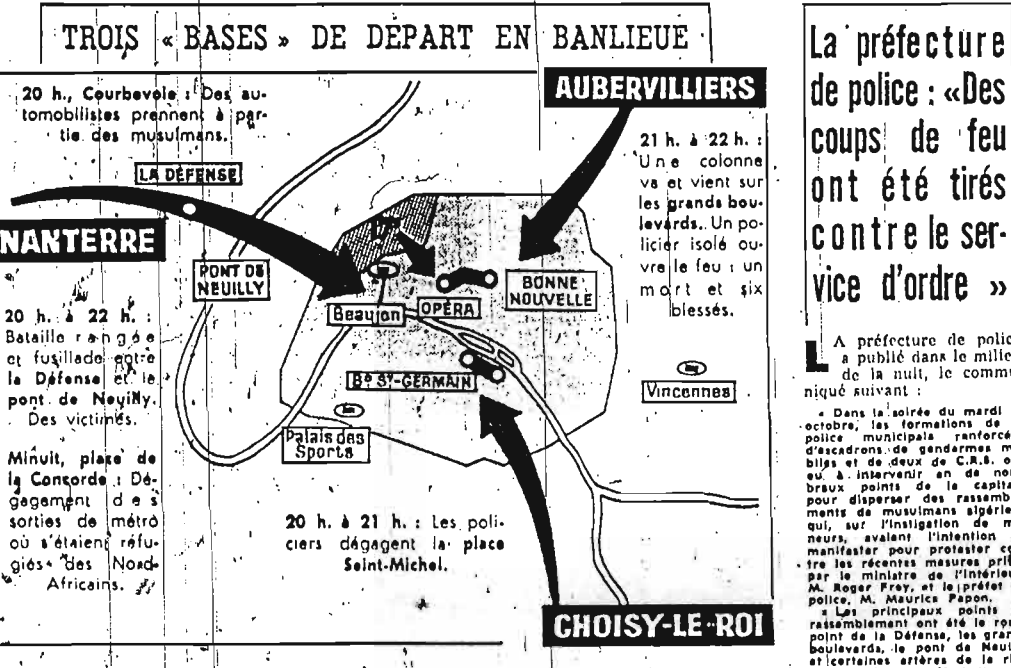 TROIS « BASES » DE DEPART EN BANLIEUE
20 h., Courbevoie : Des au-
tomobilistes prennent à par-
tie des musulmans.
LA DÉFENSE
NANTERRE
PONT DE
NEUILLY
20 h. à 22 h. :
Bataille rangée
et fusillade entre
la Défense et le
pont de Neuilly.
Des victimes.
Minuit, place de
la Concorde : Dé-
gagement des
sorties de métro
où s'étaient réfu-
giés des Nord-
Africains.
AUBERVILLIERS
21 h. à 22 h. :
Une colonne
va et vient sur
les grands bou-
levards. Un po-
licier isolé ou-
vre le feu : un
mort et six
blessés.
Beaujon
OPÉRA
BONNE
NOUVELLE
Bd ST-GERMAIN
Vincennes
Palais des
Sports
20 h. à 21 h. : Les poli-
ciers dégagent la place
Saint-Michel.
CHOISY-LE-ROI
La préfecture
de police : «Des
coups de feu
ont été tirés
contre le ser-
vice d'ordre »
LA préfecture de polic
a publié dans le milie
de la nuit, le commu
niqué suivant :
« Dans la soirée du mardi
octobre, les formations de
police municipale renforcé
d'escadrons de gendarmes m
biles et de deux de C.R.S. o
eu à intervenir en de no
breux points de la capita
pour disperser des rassemb
ments de musulmans algérie
qui, sur l'instigation de m
neurs, avaient l'intention
manifester pour protester co
tre les récentes mesures pri
par le ministre de l'Intérieu
M. Roger Frey, et le préfet
police, M. Maurice Papon.
« Les principaux points
rassemblement ont été le ron
point de la Défense, les gran
boulevards, le pont de Neui
et certaines artères de la ri